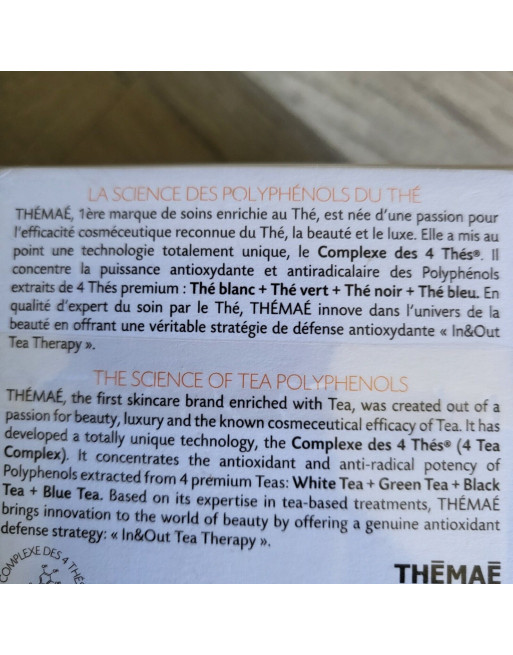 LA SCIENCE DES POLYPHÉNOLS DU THÉ
THÉMAÉ, 1ère marque de soins enrichie au Thé, est née d'une passion pour
l'efficacité cosméceutique reconnue du Thé, la beauté et le luxe. Elle a mis au
point une technologie totalement unique, le Complexe des 4 Thés®. Il
concentre la puissance antioxydante et antiradicalaire des Polyphénols
extraits de 4 Thés premium : Thé blanc + Thé vert + Thé noir + Thé bleu. En
qualité d'expert du soin par le Thé, THÉMAÉ innove dans l'univers de la
beauté en offrant une véritable stratégie de défense antioxydante « In&Out
Tea Therapy ».
THE SCIENCE OF TEA POLYPHENOLS
THÉMAÉ, the first skincare brand enriched with Tea, was created out of a
passion for beauty, luxury and the known cosmeceutical efficacy of Tea. It has
developed a totally unique technology, the Complexe des 4 Thés® (4 Tea
Complex). It concentrates the antioxidant and anti-radical potency of
Polyphenols extracted from 4 premium Teas: White Tea + Green Tea + Black
Tea + Blue Tea. Based on its expertise in tea-based treatments, THÉMAÉ
brings innovation to the world of beauty by offering a genuine antioxidant
defense strategy: « In&Out Tea Therapy ».
COMPLEXE DES 4 THÉS
THĒMAĒ